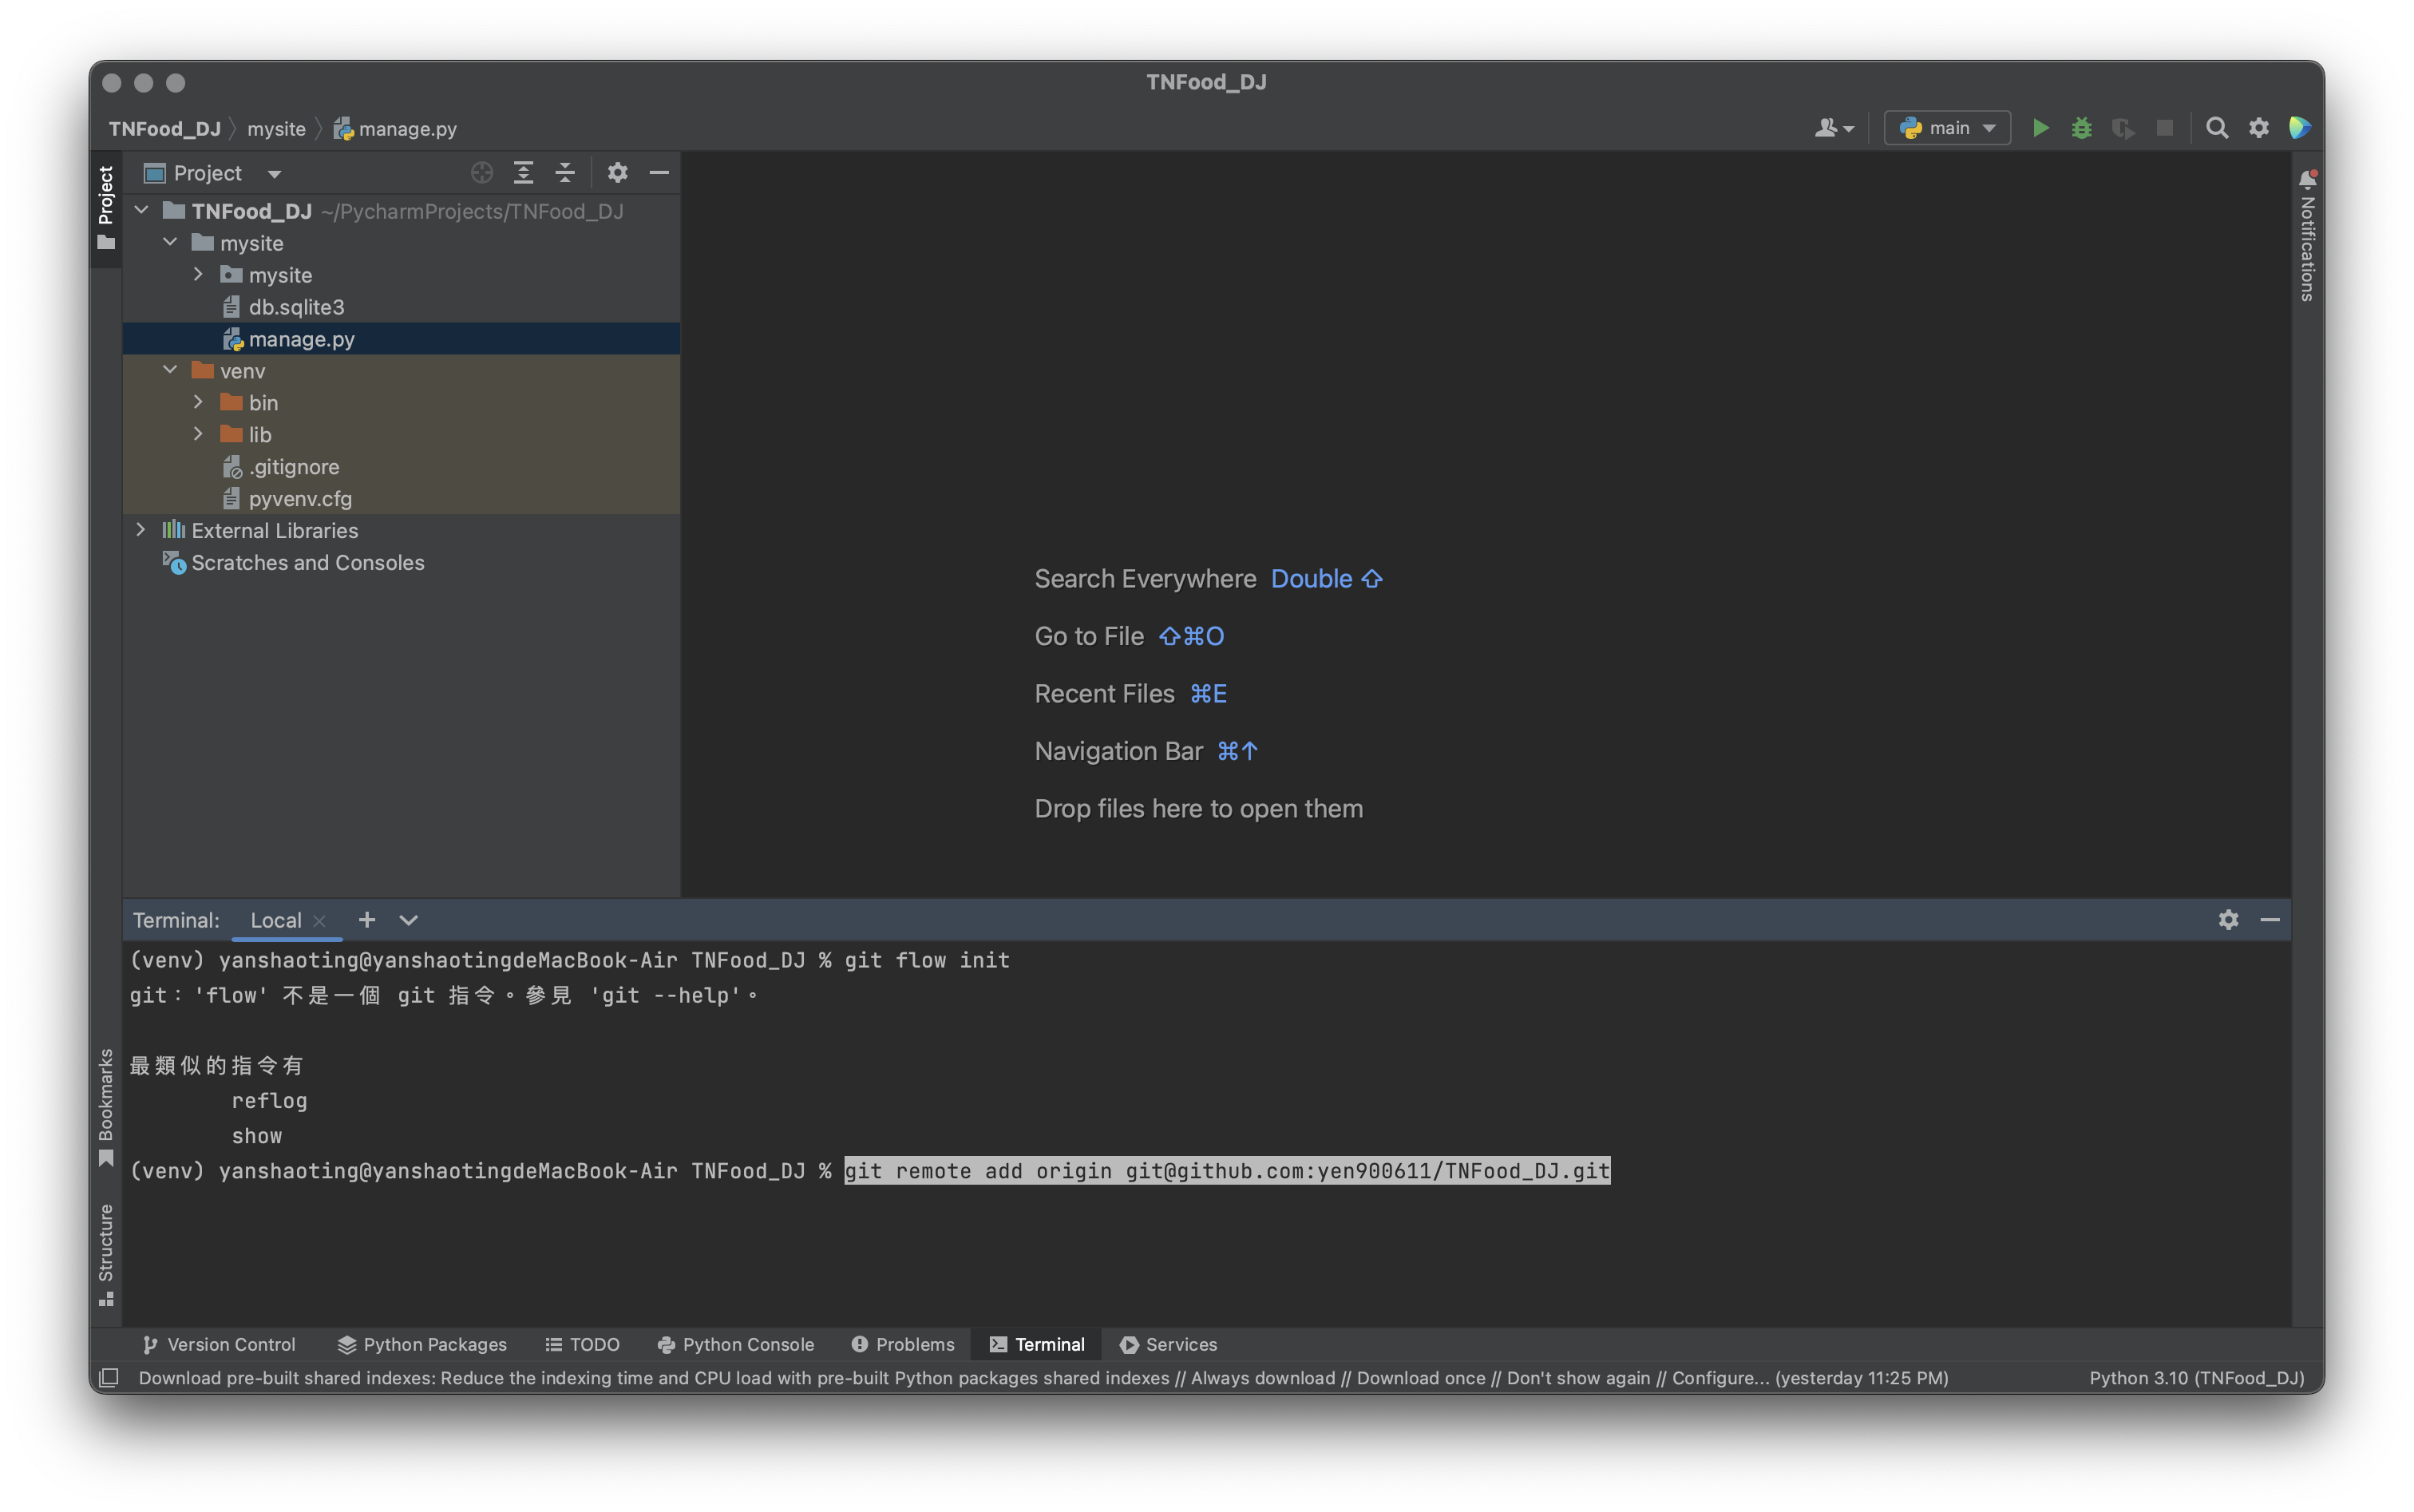 TNFood_DJ
TNFood_DJ mysite manage.py
main
Project
Project
TNFood_DJ ~/PycharmProjects/TNFood_DJ
mysite
mysite
db.sqlite3
manage.py
venv
bin
lib
.gitignore
pyvenv.cfg
External Libraries
Scratches and Consoles
Notifications
Search Everywhere Double ⇧
Go to File ⇧⌘O
Recent Files ⌘E
Navigation Bar ⌘↑
Drop files here to open them
Terminal: Local
(venv) yanshaoting@yanshaotingdeMacBook-Air TNFood_DJ % git flow init
git：'flow' 不是一個 git 指令。參見 'git --help'。
最類似的指令有
reflog
show
(venv) yanshaoting@yanshaotingdeMacBook-Air TNFood_DJ % git remote add origin git@github.com:yen900611/TNFood_DJ.git
Bookmarks
Structure
Version Control Python Packages TODO Python Console Problems Terminal Services
Download pre-built shared indexes: Reduce the indexing time and CPU load with pre-built Python packages shared indexes // Always download // Download once // Don't show again // Configure... (yesterday 11:25 PM) Python 3.10 (TNFood_DJ)